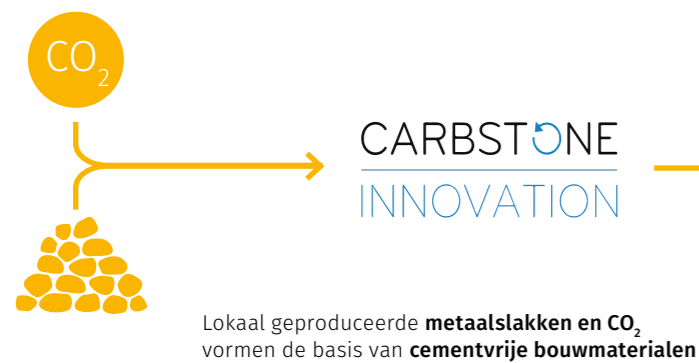 CO₂
CARBSTONE
INNOVATION
Lokaal geproduceerde metaalslakken en CO₂
vormen de basis van cementvrije bouwmaterialen